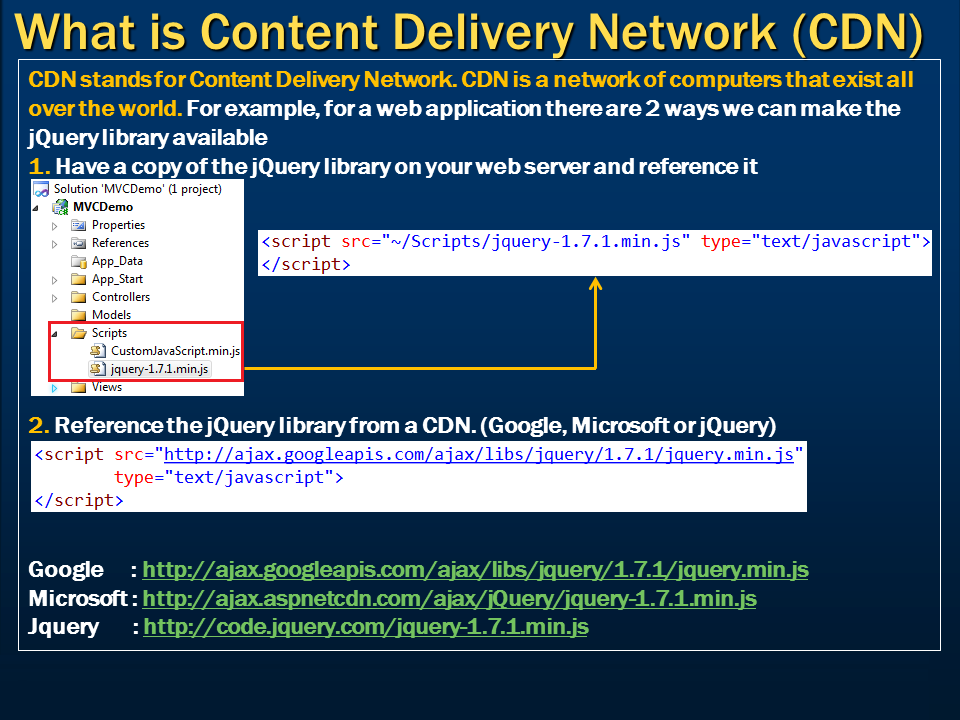 What is Content Delivery Network (CDN)
CDN stands for Content Delivery Network. CDN is a network of computers that exist all
over the world. For example, for a web application there are 2 ways we can make the
jQuery library available
1. Have a copy of the jQuery library on your web server and reference it
Solution 'MVCDemo' (1 project)
MVCDemo
Properties
References
App_Data
App_Start
Controllers
Models
Scripts
CustomJavaScript.min.js
jquery-1.7.1.min.js
Views
<script src="~/Scripts/jquery-1.7.1.min.js" type="text/javascript">
</script>
2. Reference the jQuery library from a CDN. (Google, Microsoft or jQuery)
<script src="http://ajax.googleapis.com/ajax/libs/jquery/1.7.1/jquery.min.js"
type="text/javascript">
</script>
Google : http://ajax.googleapis.com/ajax/libs/jquery/1.7.1/jquery.min.js
Microsoft : http://ajax.aspnetcdn.com/ajax/jQuery/jquery-1.7.1.min.js
Jquery : http://code.jquery.com/jquery-1.7.1.min.js